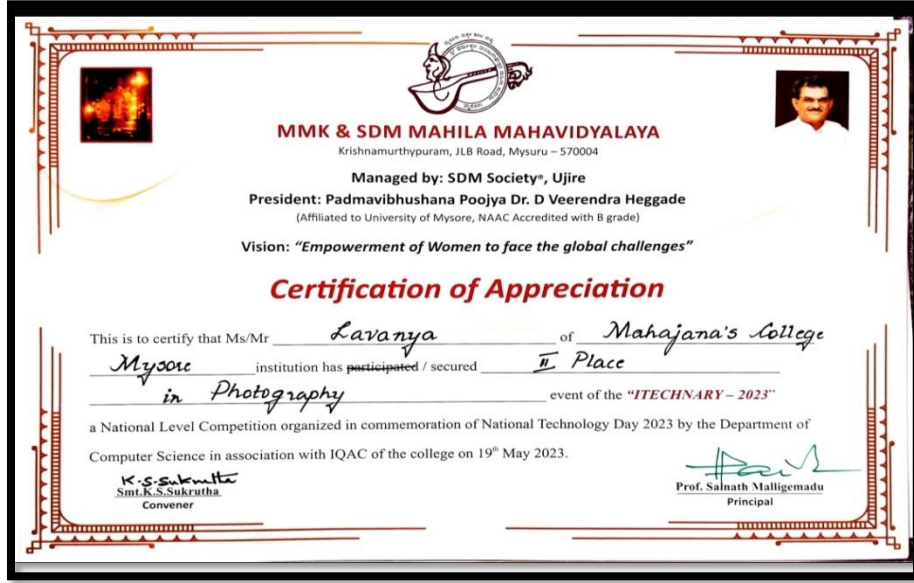 MMK & SDM MAHILA MAHAVIDYALAYA
Krishnamurthypuram, JLB Road, Mysuru – 570004
Managed by: SDM Society®, Ujire
President: Padmavibhushana Poojya Dr. D Veerendra Heggade
(Affiliated to University of Mysore, NAAC Accredited with B grade)
Vision: "Empowerment of Women to face the global challenges"
Certification of Appreciation
This is to certify that Ms/Mr Lavanya of Mahajana's College
Mysore institution has participated / secured II Place
in Photography event of the "ITECHNARY – 2023"
a National Level Competition organized in commemoration of National Technology Day 2023 by the Department of
Computer Science in association with IQAC of the college on 19th May 2023.
K.S-Sukrutha
Smt.K.S.Sukrutha
Convener
Prof. Sainath Malligemadu
Principal